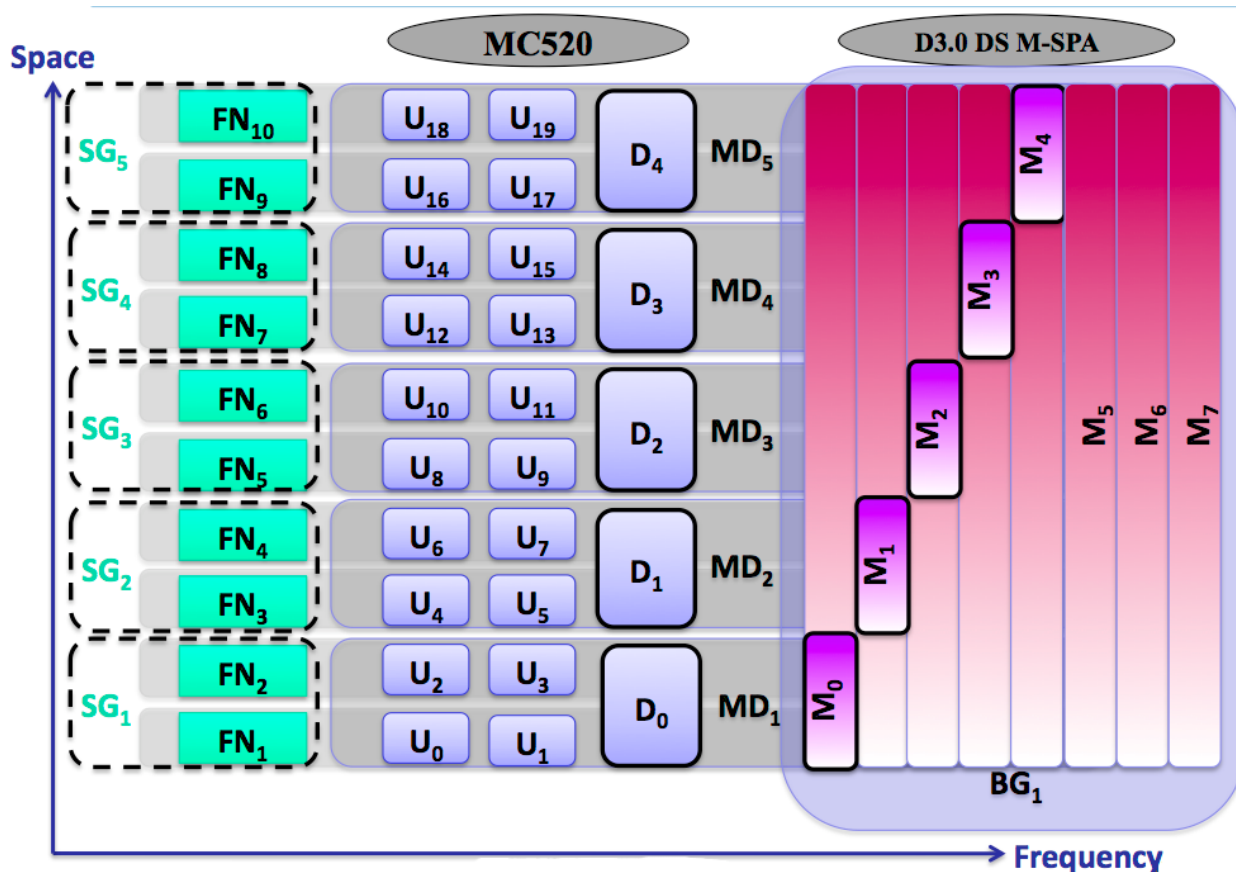 MC520
D3.0 DS M-SPA
Space
FN10 U18 U19
SG5 D4 MD5 M4
FN9 U16 U17
FN8 U14 U15
SG4 D3 MD4 M3
FN7 U12 U13
FN6 U10 U11
SG3 D2 MD3 M2 M5 M6 M7
FN5 U8 U9
FN4 U6 U7
SG2 D1 MD2 M1
FN3 U4 U5
FN2 U2 U3
SG1 D0 MD1 M0
FN1 U0 U1
BG1
Frequency